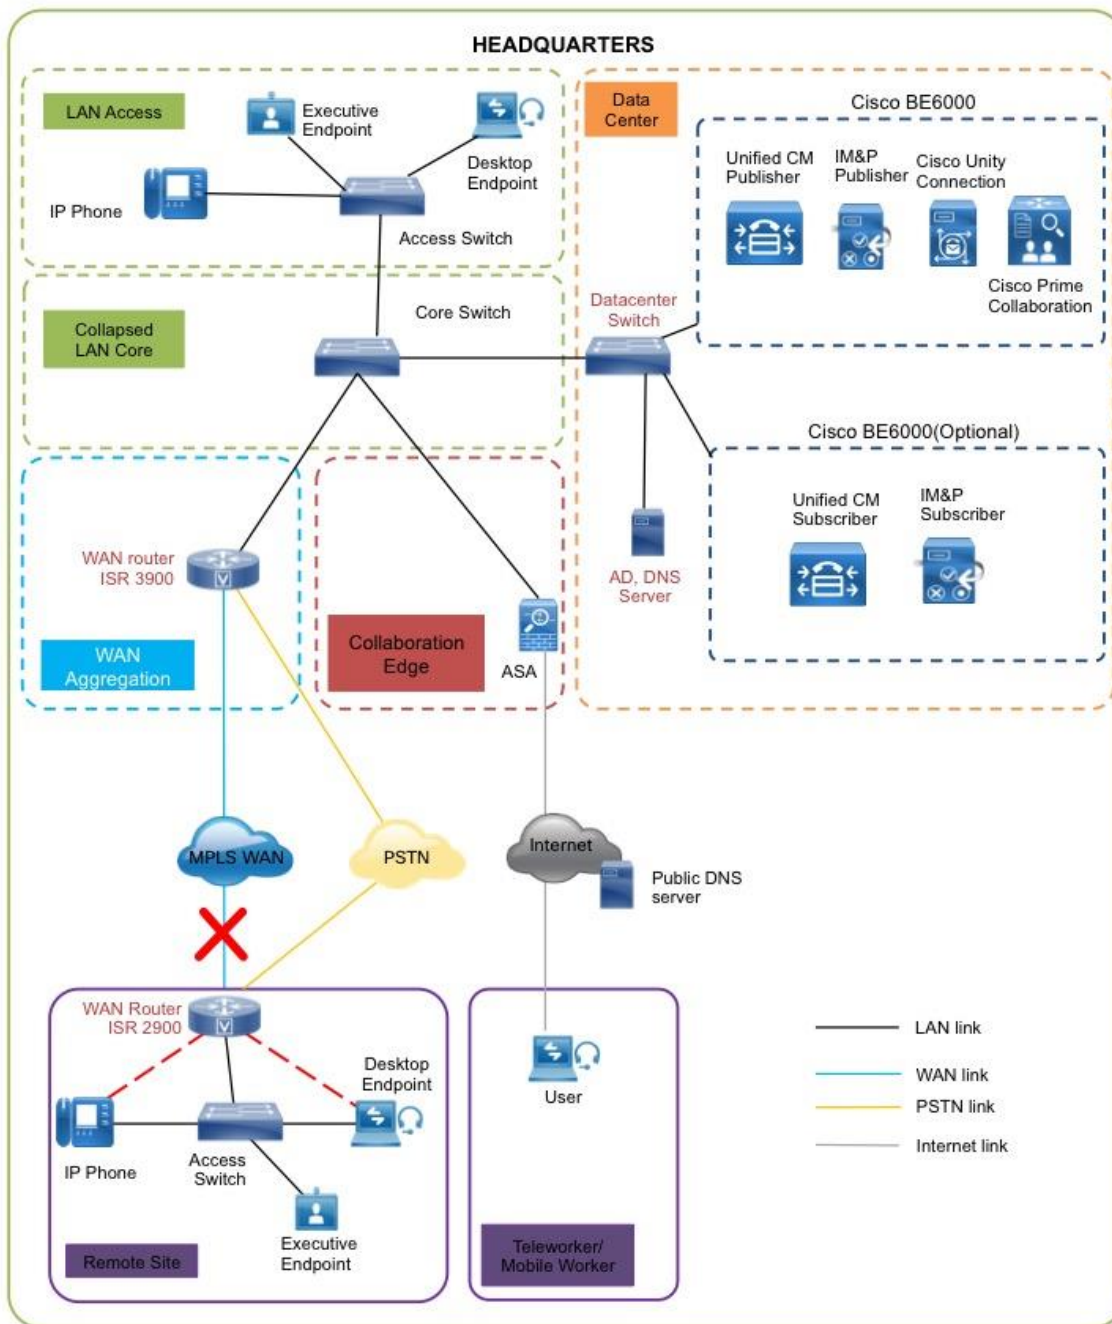 HEADQUARTERS
LAN Access
Executive
Endpoint
Desktop
Endpoint
IP Phone
Access Switch
Data
Center
Cisco BE6000
Unified CM
Publisher
IM&P
Publisher
Cisco Unity
Connection
Cisco Prime
Collaboration
Collapsed
LAN Core
Core Switch
Datacenter
Switch
Cisco BE6000(Optional)
Unified CM
Subscriber
IM&P
Subscriber
AD, DNS
Server
WAN router
ISR 3900
V
WAN
Aggregation
Collaboration
Edge
ASA
MPLS WAN
PSTN
Internet
Public DNS
server
WAN Router
ISR 2900
V
Desktop
Endpoint
IP Phone
Access
Switch
Executive
Endpoint
Remote Site
User
Teleworker/
Mobile Worker
LAN link
WAN link
PSTN link
Internet link